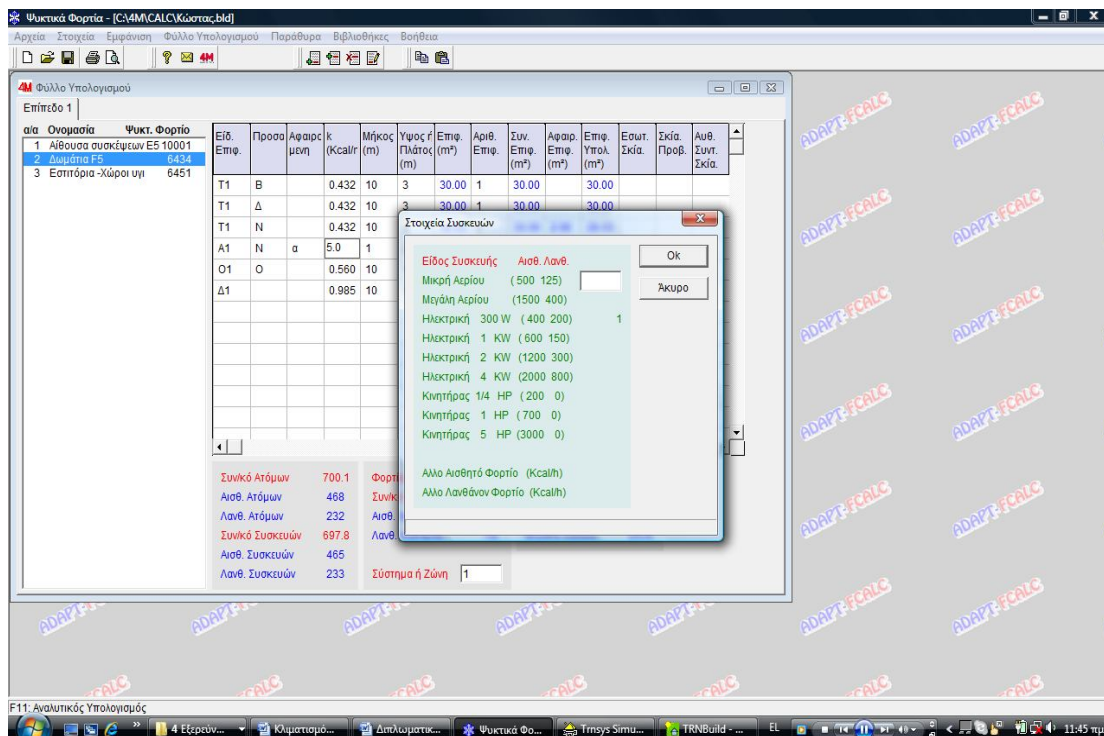 Ψυκτικά Φορτία - [C:\4M\CALC\Κώστας.bld]
Αρχεία Στοιχεία Εμφάνιση Φύλλο Υπολογισμού Παράθυρα Βιβλιοθήκες Βοήθεια
4M Φύλλο Υπολογισμού
Επίπεδο 1
α/α Ονομασία Ψυκτ. Φορτίο
1 Αίθουσα συσκέψεων Ε5 10001
2 Δωμάτια F5 6434
3 Εστιτόρια -Χώροι υγι 6451
Είδ. Επιφ. Προσα Αφαιρς μενη k (Kcal/r Μήκος (m) Υψος ή Πλάτος (m) Επιφ. (m²) Αριθ. Επιφ. Συν. Επιφ. (m²) Αφαιρ. Επιφ. (m²) Επιφ. Υπολ. (m²) Εσωτ. Σκία. Σκία. Προβ. Αυθ. Συντ. Σκία.
T1 Β 0.432 10 3 30.00 1 30.00 30.00
T1 Δ 0.432 10 3 30.00 1 30.00 30.00
T1 Ν 0.432 10
A1 Ν α 5.0 1
O1 Ο 0.560 10
Δ1 0.985 10
Στοιχεία Συσκευών
Είδος Συσκευής Αισθ. Λανθ.
Μικρή Αερίου (500 125)
Μεγάλη Αερίου (1500 400)
Ηλεκτρική 300 W (400 200) 1
Ηλεκτρική 1 KW (600 150)
Ηλεκτρική 2 KW (1200 300)
Ηλεκτρική 4 KW (2000 800)
Κινητήρας 1/4 HP (200 0)
Κινητήρας 1 HP (700 0)
Κινητήρας 5 HP (3000 0)
Αλλο Αισθητό Φορτίο (Kcal/h)
Αλλο Λανθάνον Φορτίο (Kcal/h)
Ok
Άκυρο
Συν/κό Ατόμων 700.1
Αισθ. Ατόμων 468
Λανθ. Ατόμων 232
Συν/κό Συσκευών 697.8
Αισθ. Συσκευών 465
Λανθ. Συσκευών 233
Σύστημα ή Ζώνη 1
ADAPT-FCALC
F11: Αναλυτικός Υπολογισμός
4 Εξερεύν... Κλιματισμό... Διπλωματικ... Ψυκτικά Φο... Trnsys Simu... TRNBuild - ... EL 11:45 πμ